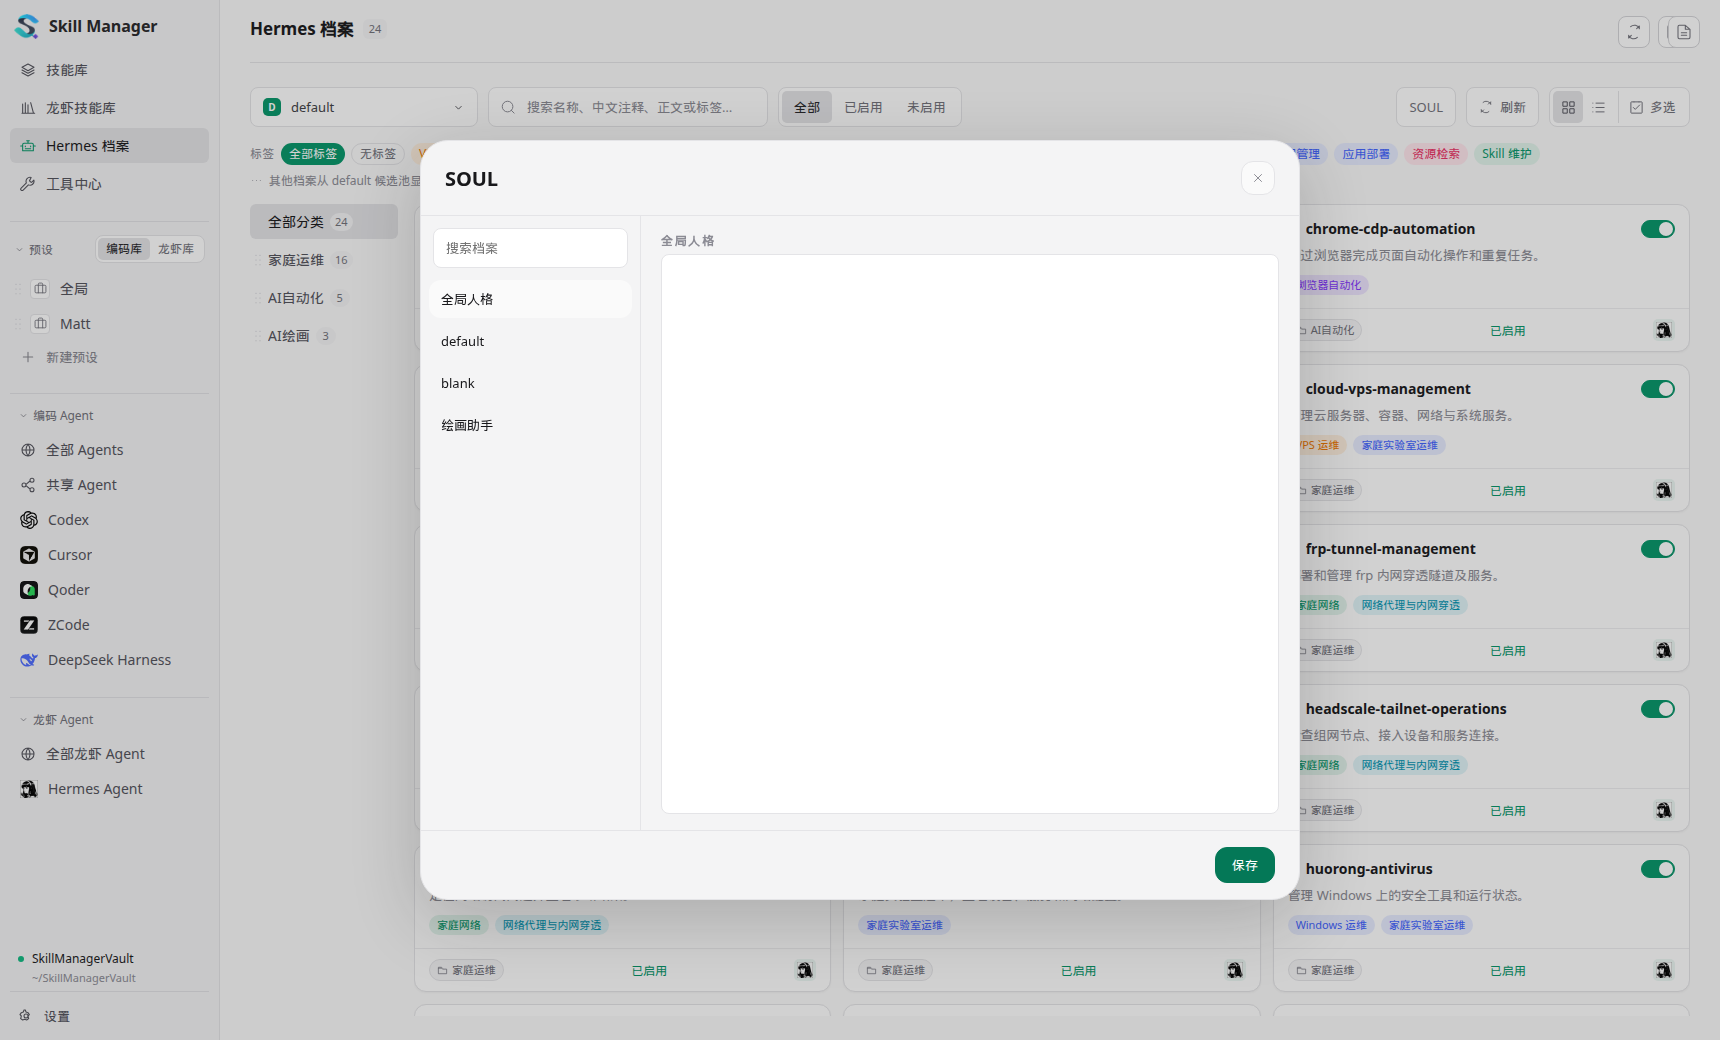 Skill Manager
技能库
龙虾技能库
Hermes 档案
工具中心
预设
编码库
龙虾库
全局
Matt
新建预设
编码 Agent
全部 Agents
共享 Agent
Codex
Cursor
Qoder
ZCode
DeepSeek Harness
龙虾 Agent
全部龙虾 Agent
Hermes Agent
SkillManagerVault
~/SkillManagerVault
设置
Hermes 档案 24
D default
搜索名称、中文注释、正文或标签...
全部 已启用 未启用
SOUL
刷新
多选
标签 全部标签 无标签
管理 应用部署 资源检索 Skill 维护
其他档案从 default 候选池显
全部分类 24
家庭运维 16
AI自动化 5
AI绘画 3
SOUL
搜索档案
全局人格
default
blank
绘画助手
全局人格
保存
chrome-cdp-automation
过浏览器完成页面自动化操作和重复任务。
浏览器自动化
AI自动化
已启用
cloud-vps-management
理云服务器、容器、网络与系统服务。
VPS 运维 家庭实验室运维
家庭运维
已启用
frp-tunnel-management
署和管理 frp 内网穿透隧道及服务。
家庭网络 网络代理与内网穿透
家庭运维
已启用
headscale-tailnet-operations
查组网节点、接入设备和服务连接。
家庭网络 网络代理与内网穿透
家庭运维
已启用
huorong-antivirus
管理 Windows 上的安全工具和运行状态。
Windows 运维 家庭实验室运维
家庭运维
已启用
家庭网络 网络代理与内网穿透
家庭运维
已启用
家庭实验室运维
家庭运维
已启用